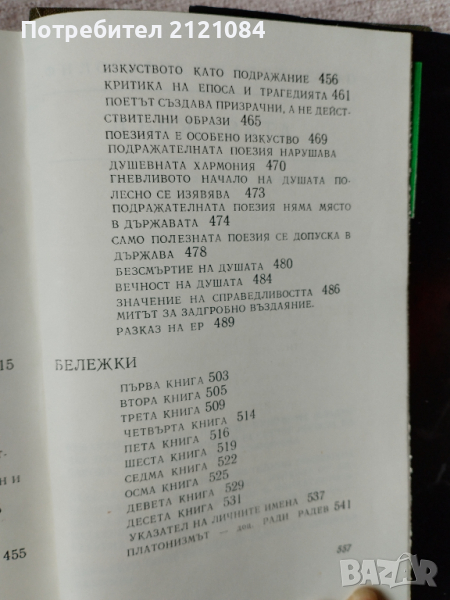 Потребител 2121084
ИЗКУСТВОТО КАТО ПОДРАЖАНИЕ 456
КРИТИКА НА ЕПОСА И ТРАГЕДИЯТА 461
ПОЕТЪТ СЪЗДАВА ПРИЗРАЧНИ, А НЕ ДЕЙСТ-
ВИТЕЛНИ ОБРАЗИ 465
ПОЕЗИЯТА Е ОСОБЕНО ИЗКУСТВО 469
ПОДРАЖАТЕЛНАТА ПОЕЗИЯ НАРУШАВА
ДУШЕВНАТА ХАРМОНИЯ 470
ГНЕВЛИВОТО НАЧАЛО НА ДУШАТА ПО-
ЛЕСНО СЕ ИЗЯВЯВА 473
ПОДРАЖАТЕЛНАТА ПОЕЗИЯ НЯМА МЯСТО
В ДЪРЖАВАТА 474
САМО ПОЛЕЗНАТА ПОЕЗИЯ СЕ ДОПУСКА В
ДЪРЖАВА 478
БЕЗСМЪРТИЕ НА ДУШАТА 480
ВЕЧНОСТ НА ДУШАТА 484
ЗНАЧЕНИЕ НА СПРАВЕДЛИВОСТТА 486
МИТЪТ ЗА ЗАДГРОБНО ВЪЗДАЯНИЕ.
РАЗКАЗ НА ЕР 489
15
БЕЛЕЖКИ
ПЪРВА КНИГА 503
ВТОРА КНИГА 505
ТРЕТА КНИГА 509
ЧЕТВЪРТА КНИГА 514
ПЕТА КНИГА 516
ШЕСТА КНИГА 519
СЕДМА КНИГА 522
ОСМА КНИГА 525
ДЕВЕТА КНИГА 529
ДЕСЕТА КНИГА 531
УКАЗАТЕЛ НА ЛИЧНИТЕ ИМЕНА 537
ПЛАТОНИЗМЪТ — доц. РАДИ РАДЕВ 541
т-
н и
455
557
bazar.bg